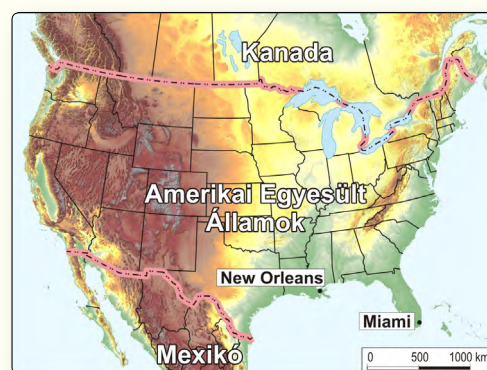 Kanada
Amerikai Egyesült
Államok
New Orleans
Miami
Mexikó
0 500 1000 km